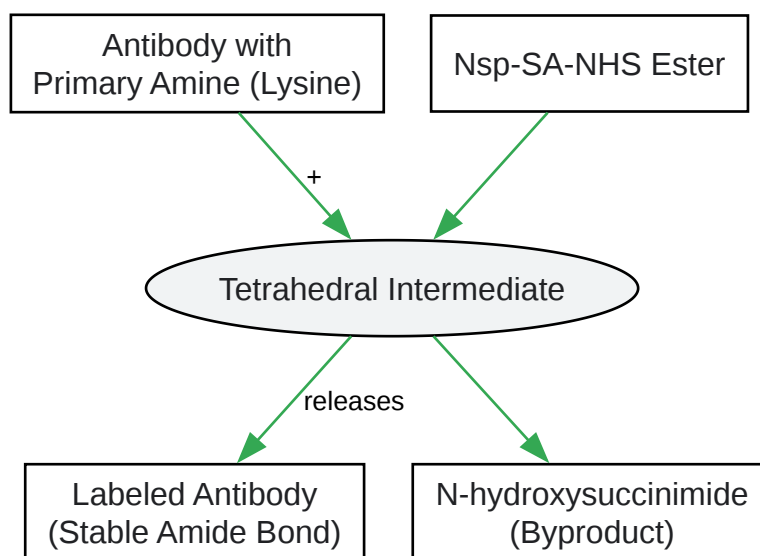 Antibody with
Primary Amine (Lysine)
Nsp-SA-NHS Ester
+
Tetrahedral Intermediate
releases
Labeled Antibody
(Stable Amide Bond)
N-hydroxysuccinimide
(Byproduct)